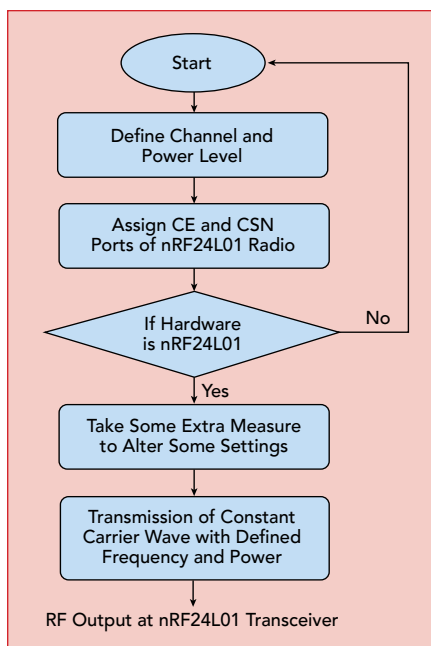 Start
Define Channel and
Power Level
Assign CE and CSN
Ports of nRF24L01 Radio
If Hardware
is nRF24L01
No
Yes
Take Some Extra Measure
to Alter Some Settings
Transmission of Constant
Carrier Wave with Defined
Frequency and Power
RF Output at nRF24L01 Transceiver